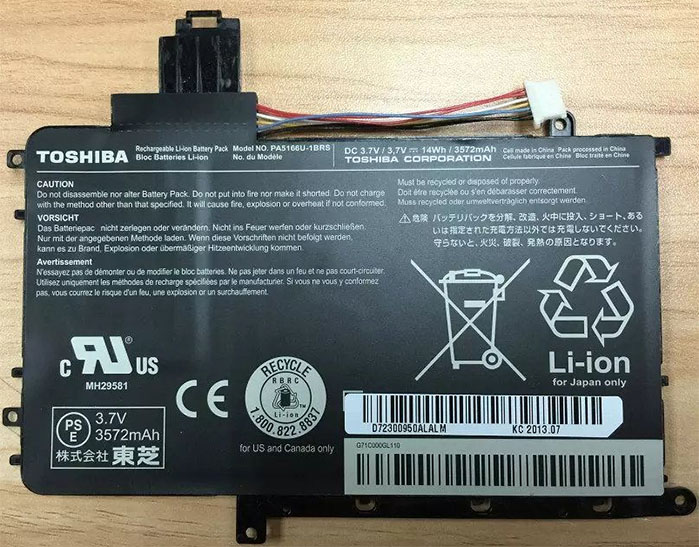 TOSHIBA
Rechargeable Li-ion Battery Pack Model NO. PA5166U-1BRS
Bloc Batteries Li-ion No. du Modèle
DC 3.7V / 3,7V 14Wh / 3572mAh
TOSHIBA CORPORATION
Cell made in China Pack processed in China
Cellule fabriqué en China Bloc traite en China
CAUTION
Do not disassemble nor alter Battery Pack. Do not put into fire nor make it shorted. Do not charge
with the method other than that specified. It will cause fire, explosion or overheat if not conformed.
VORSICHT
Das Batteriepac nicht zerlegen oder verändern. Nicht ins Feuer werfen oder kurzschließen.
Nur mit der angegebenen Methode laden. Wenn diese Vorschriften nicht befolgt werden,
kann es zu Brand, Explosion oder übermäßiger Hitzeentwicklung kommen.
Avertissement
N'essayez pas de démonter ou de modifier le bloc batteries. Ne pas jeter dans un feu et ne pas court-circuiter.
Utilisez uniquement les méthodes de recharge spécifiées par le manufacturier. Si vous ne vous y conformez
pas, vous courrez le risque d'un feu, une explosion or un surchauffement.
Must be recycled or disposed of properly.
Doit être recyclée ou s'en débarasser correctement.
Muss recycled oder umweltverträglich entsorgt werden.
危険 バッテリパックを分解、改造、火中に投入、ショート、ある
いは指定された充電方法以外では充電しないでください。
守らないと、火災、破裂、発熱の原因となります。
C RU ® US
MH29581
CE
RECYCLE
RBRC
Li-ion
TM
1.800.822.8837
for US and Canada only
Li-ion
for Japan only
PS
E
3.7V
3572mAh
株式会社 東芝
D72300950ALALM KC 2013.07
G71C000GL110